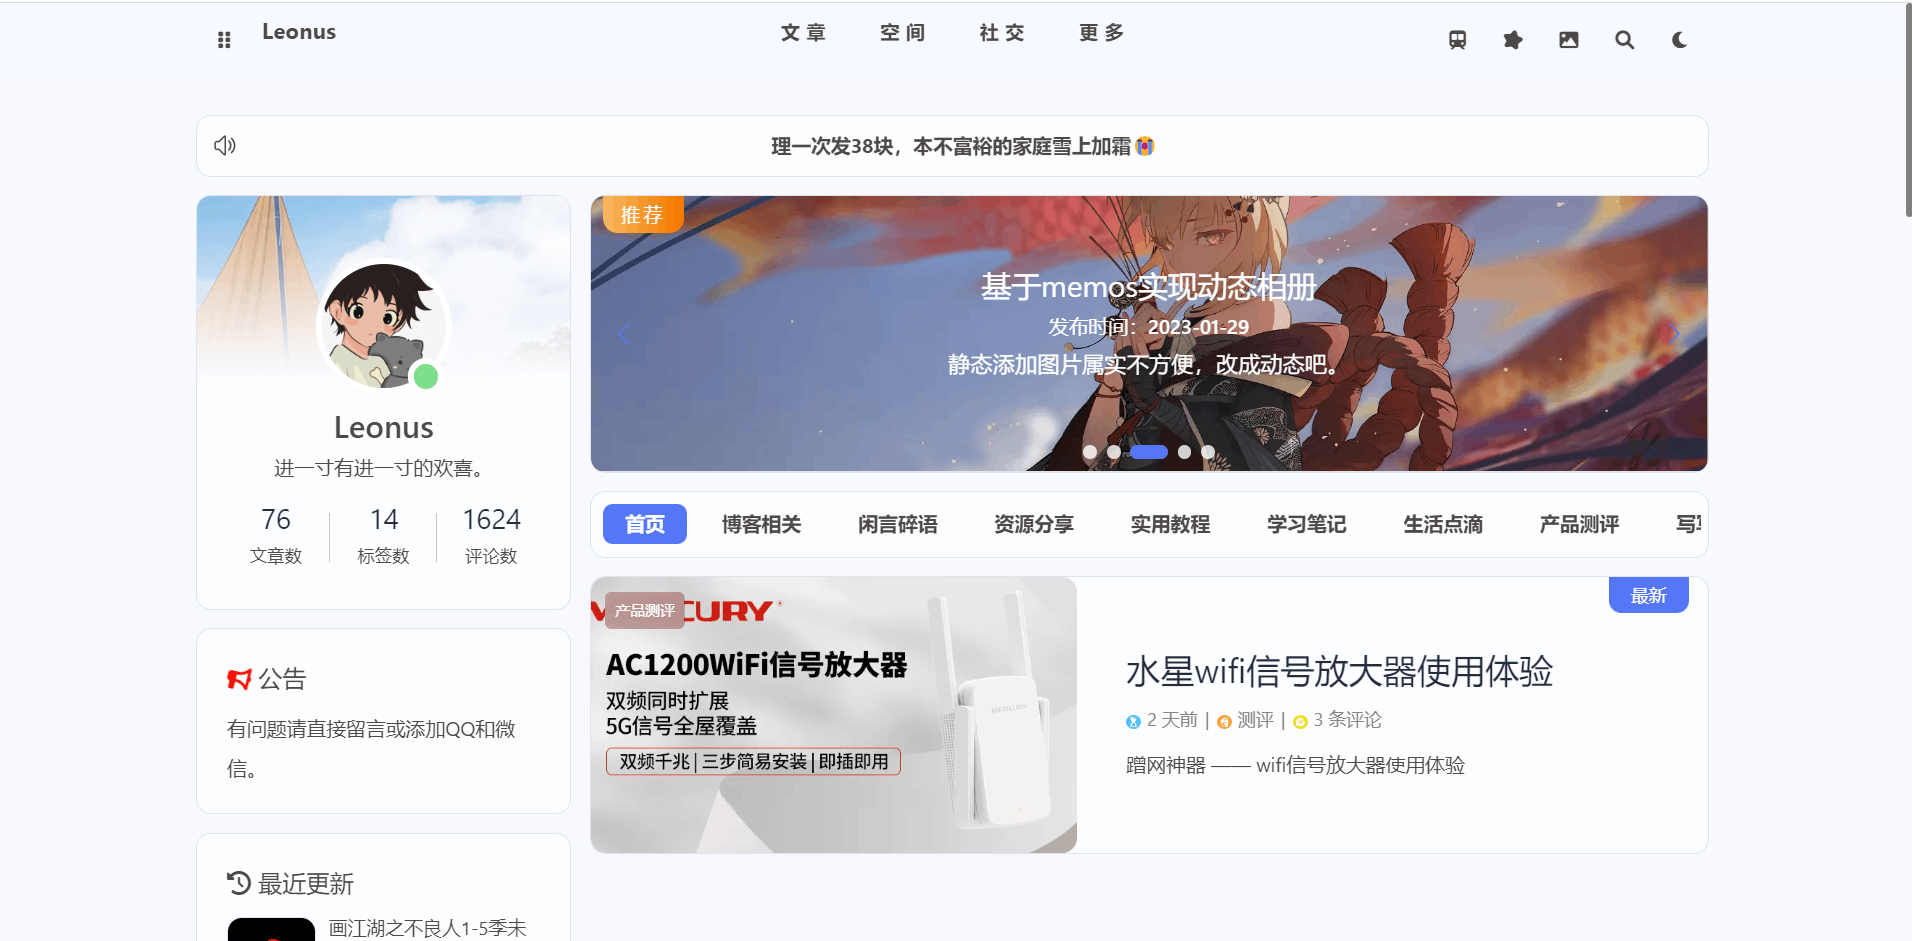 Leonus
文章
空间
社交
更多
理一次发38块，本不富裕的家庭雪上加霜😭
Leonus
进一寸有进一寸的欢喜。
76
14
1624
文章数
标签数
评论数
公告
有问题请直接留言或添加QQ和微
信。
最近更新
画江湖之不良人1-5季未
推荐
基于memos实现动态相册
发布时间：2023-01-29
静态添加图片属实不方便，改成动态吧。
首页
博客相关
闲言碎语
资源分享
实用教程
学习笔记
生活点滴
产品测评
产品测评
AC1200WiFi信号放大器
双频同时扩展
5G信号全屋覆盖
双频千兆|三步简易安装|即插即用
MERCURY
最新
水星wifi信号放大器使用体验
2 天前 | 测评 | 3 条评论
蹭网神器 —— wifi信号放大器使用体验